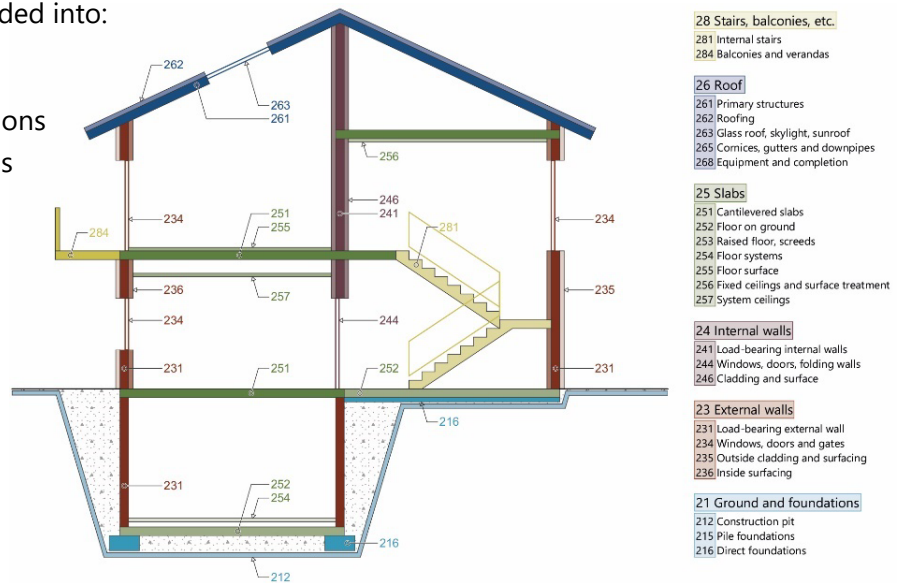 ded into:
ons
s
262
263
261
256
246
241
234
251
255
281
234
284
236
257
235
234
244
231
251
252
231
216
231
252
254
216
212
28 Stairs, balconies, etc.
281 Internal stairs
284 Balconies and verandas
26 Roof
261 Primary structures
262 Roofing
263 Glass roof, skylight, sunroof
265 Cornices, gutters and downpipes
268 Equipment and completion
25 Slabs
251 Cantilevered slabs
252 Floor on ground
253 Raised floor, screeds
254 Floor systems
255 Floor surface
256 Fixed ceilings and surface treatment
257 System ceilings
24 Internal walls
241 Load-bearing internal walls
244 Windows, doors, folding walls
246 Cladding and surface
23 External walls
231 Load-bearing external wall
234 Windows, doors and gates
235 Outside cladding and surfacing
236 Inside surfacing
21 Ground and foundations
212 Construction pit
215 Pile foundations
216 Direct foundations